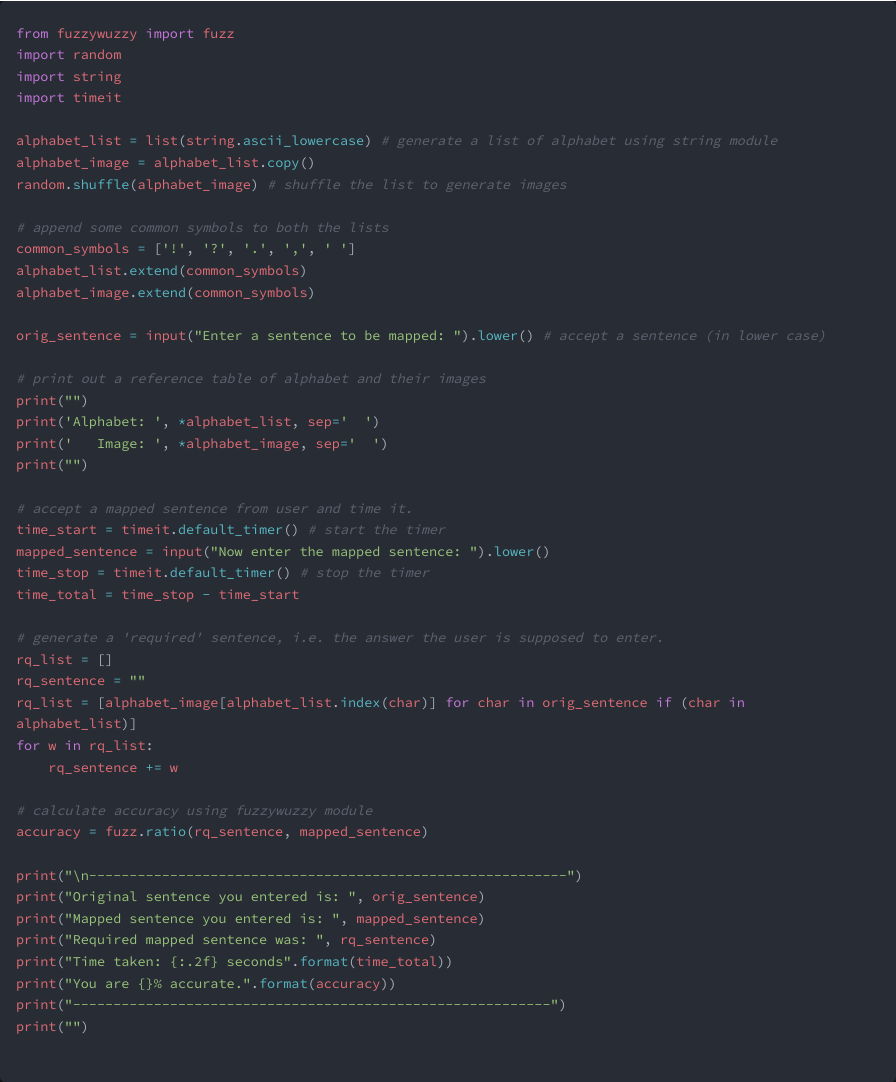 from fuzzywuzzy import fuzz
import random
import string
import timeit

alphabet_list = list(string.ascii_lowercase) # generate a list of alphabet using string module
alphabet_image = alphabet_list.copy()
random.shuffle(alphabet_image) # shuffle the list to generate images

# append some common symbols to both the lists
common_symbols = ['!', '?', '.', ',', ' ']
alphabet_list.extend(common_symbols)
alphabet_image.extend(common_symbols)

orig_sentence = input("Enter a sentence to be mapped: ").lower() # accept a sentence (in lower case)

# print out a reference table of alphabet and their images
print("")
print('Alphabet: ', *alphabet_list, sep='  ')
print('   Image: ', *alphabet_image, sep='  ')
print("")

# accept a mapped sentence from user and time it.
time_start = timeit.default_timer() # start the timer
mapped_sentence = input("Now enter the mapped sentence: ").lower()
time_stop = timeit.default_timer() # stop the timer
time_total = time_stop - time_start

# generate a 'required' sentence, i.e. the answer the user is supposed to enter.
rq_list = []
rq_sentence = ""
rq_list = [alphabet_image[alphabet_list.index(char)] for char in orig_sentence if (char in
alphabet_list)]
for w in rq_list:
    rq_sentence += w

# calculate accuracy using fuzzywuzzy module
accuracy = fuzz.ratio(rq_sentence, mapped_sentence)

print("\n-----------------------------------------------------------")
print("Original sentence you entered is: ", orig_sentence)
print("Mapped sentence you entered is: ", mapped_sentence)
print("Required mapped sentence was: ", rq_sentence)
print("Time taken: {:.2f} seconds".format(time_total))
print("You are {}% accurate.".format(accuracy))
print("-----------------------------------------------------------")
print("")